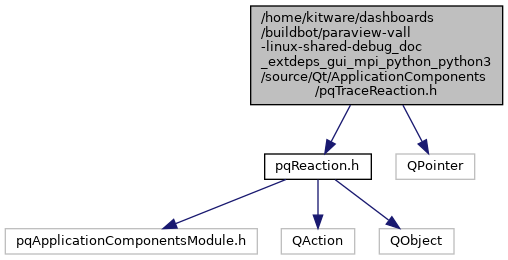 /home/kitware/dashboards
/buildbot/paraview-vall
-linux-shared-debug_doc
_extdeps_gui_mpi_python_python3
/source/Qt/ApplicationComponents
/pqTraceReaction.h
pqReaction.h
QPointer
pqApplicationComponentsModule.h
QAction
QObject